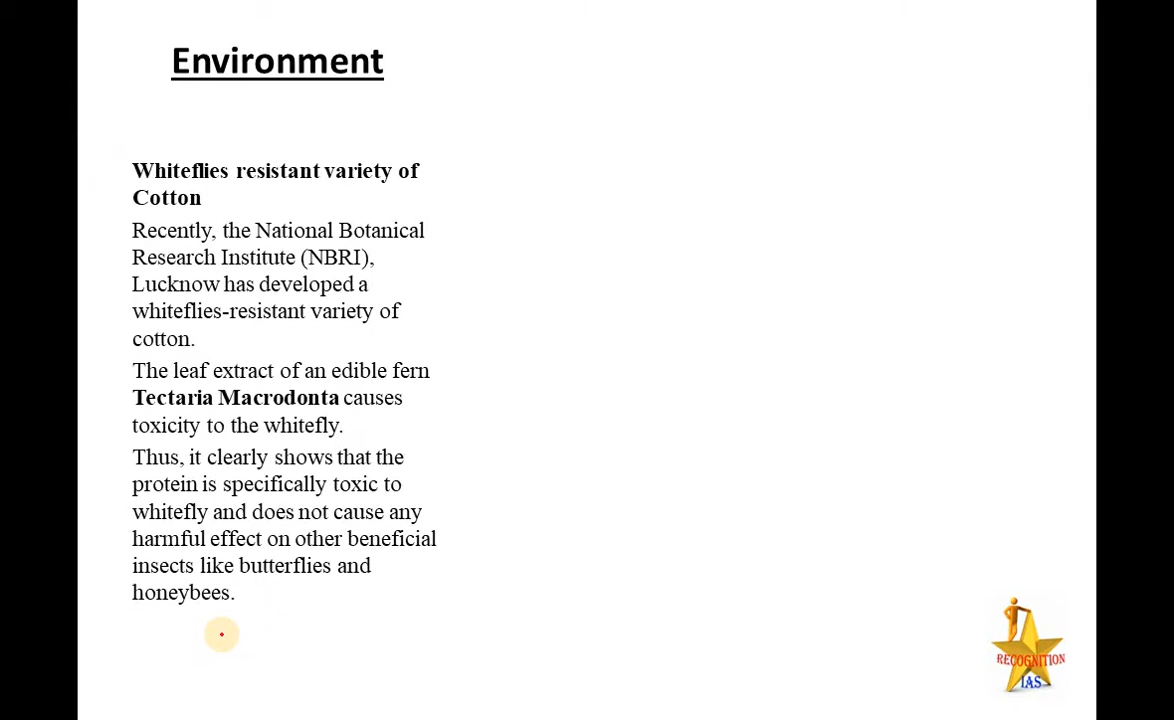 Environment
Whiteflies resistant variety of
Cotton
Recently, the National Botanical
Research Institute (NBRI),
Lucknow has developed a
whiteflies-resistant variety of
cotton.
The leaf extract of an edible fern
Tectaria Macrodonta causes
toxicity to the whitefly.
Thus, it clearly shows that the
protein is specifically toxic to
whitefly and does not cause any
harmful effect on other beneficial
insects like butterflies and
honeybees.
RECOGNITION
IAS